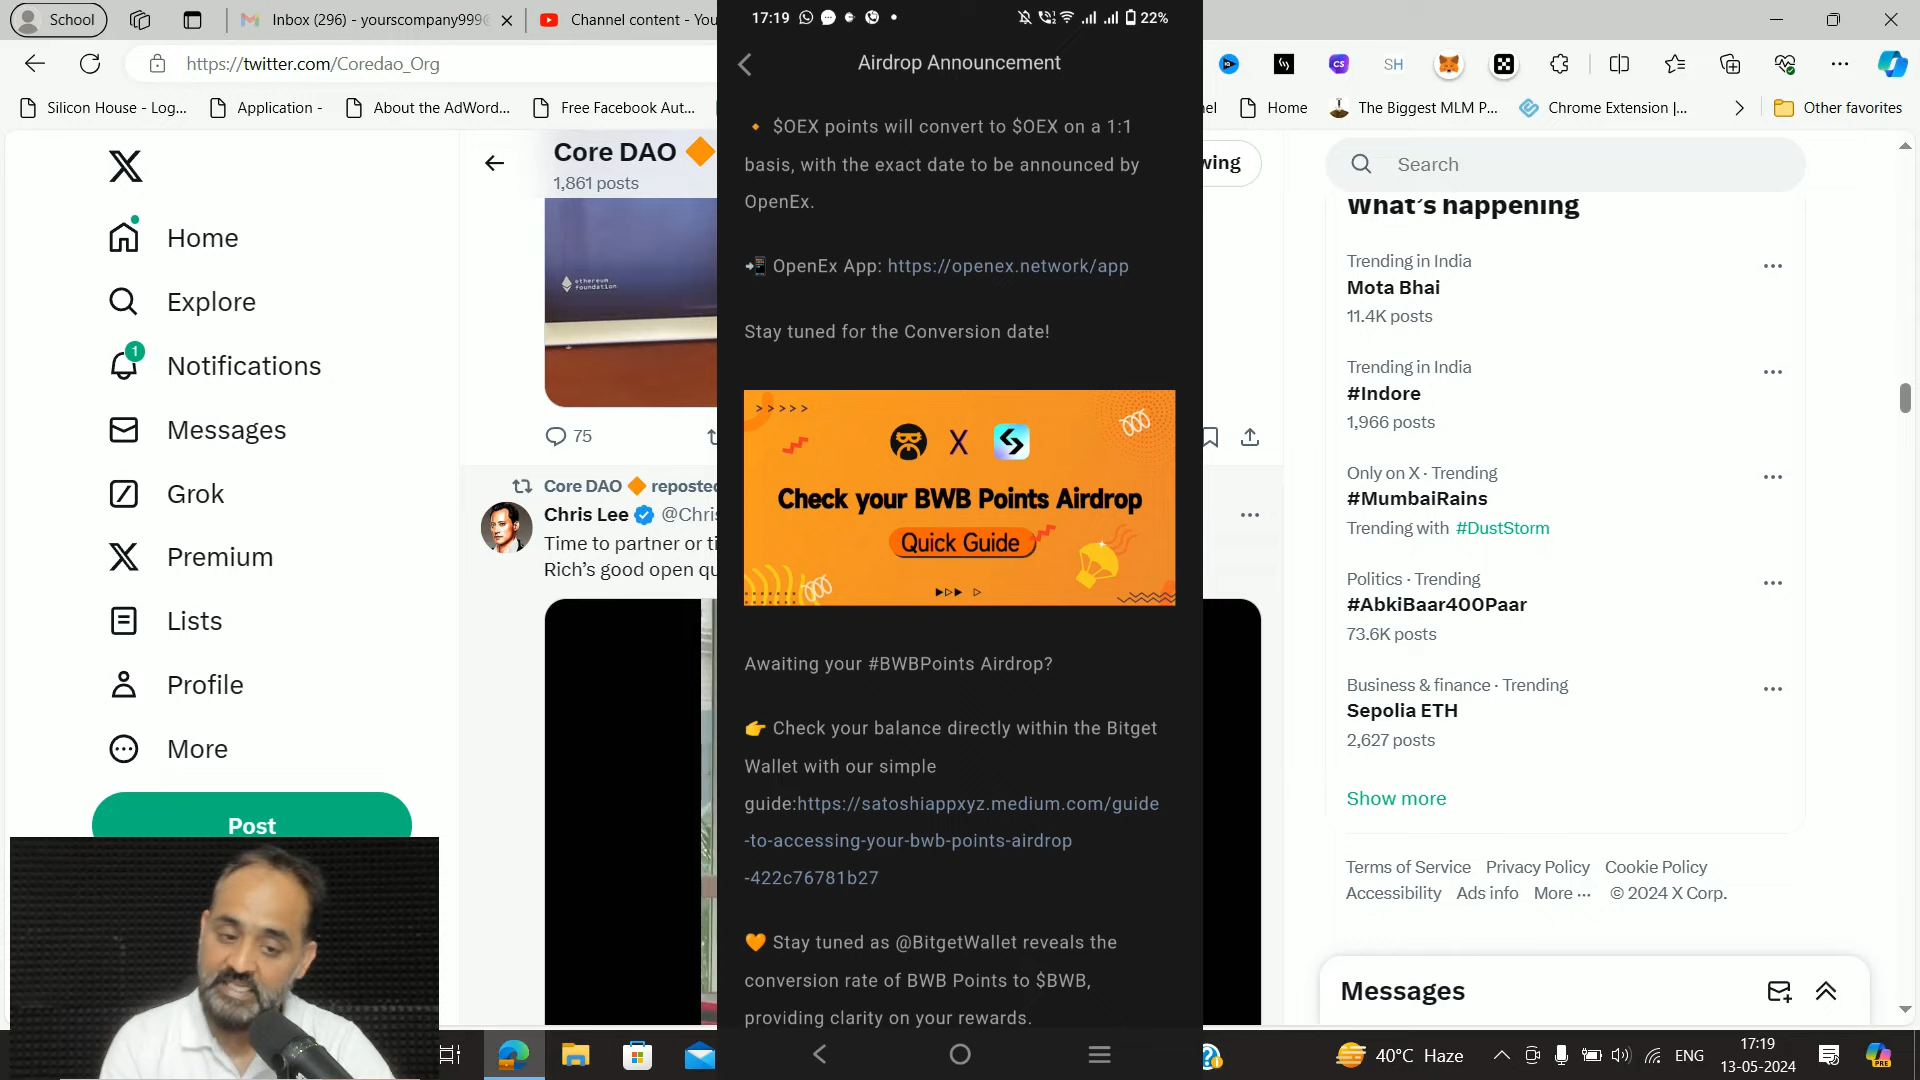 School
Inbox (296) - yourscompany999@
Channel content - You
https://twitter.com/Coredao_Org
Silicon House - Log...
Application -
About the AdWord...
Free Facebook Aut...
nel
Home
The Biggest MLM P...
Chrome Extension |...
Other favorites
CS
SH
Home
Explore
1
Notifications
Messages
Grok
Premium
Lists
Profile
More
Post
Core DAO
1,861 posts
wing
ethereum
foundation
75
Core DAO 🔶 reposted
Chris Lee @Chris
Time to partner or ti
Rich's good open qu
17:19
22%
Airdrop Announcement
🔸 $OEX points will convert to $OEX on a 1:1
basis, with the exact date to be announced by
OpenEx.
📲 OpenEx App: https://openex.network/app
Stay tuned for the Conversion date!
>>>>>
X
Check your BWB Points Airdrop
Quick Guide
Awaiting your #BWBPoints Airdrop?
👉 Check your balance directly within the Bitget
Wallet with our simple
guide:https://satoshiappxyz.medium.com/guide
-to-accessing-your-bwb-points-airdrop
-422c76781b27
🧡 Stay tuned as @BitgetWallet reveals the
conversion rate of BWB Points to $BWB,
providing clarity on your rewards.
Search
What's happening
Trending in India
Mota Bhai
11.4K posts
Trending in India
#Indore
1,966 posts
Only on X · Trending
#MumbaiRains
Trending with #DustStorm
Politics · Trending
#AbkiBaar400Paar
73.6K posts
Business & finance · Trending
Sepolia ETH
2,627 posts
Show more
Terms of Service Privacy Policy Cookie Policy
Accessibility Ads info More ··· © 2024 X Corp.
Messages
40°C Haze
ENG
17:19
13-05-2024
PRE